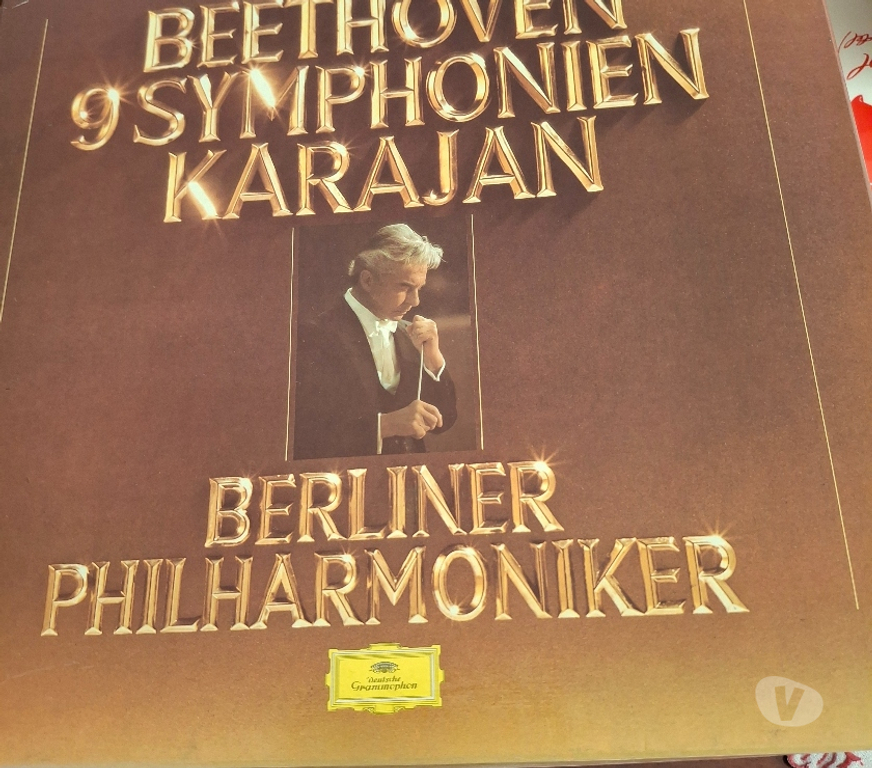 BEETHOVEN
9 SYMPHONIEN
KARAJAN
BERLINER
PHILHARMONIKER
Deutsche
Grammophon
V